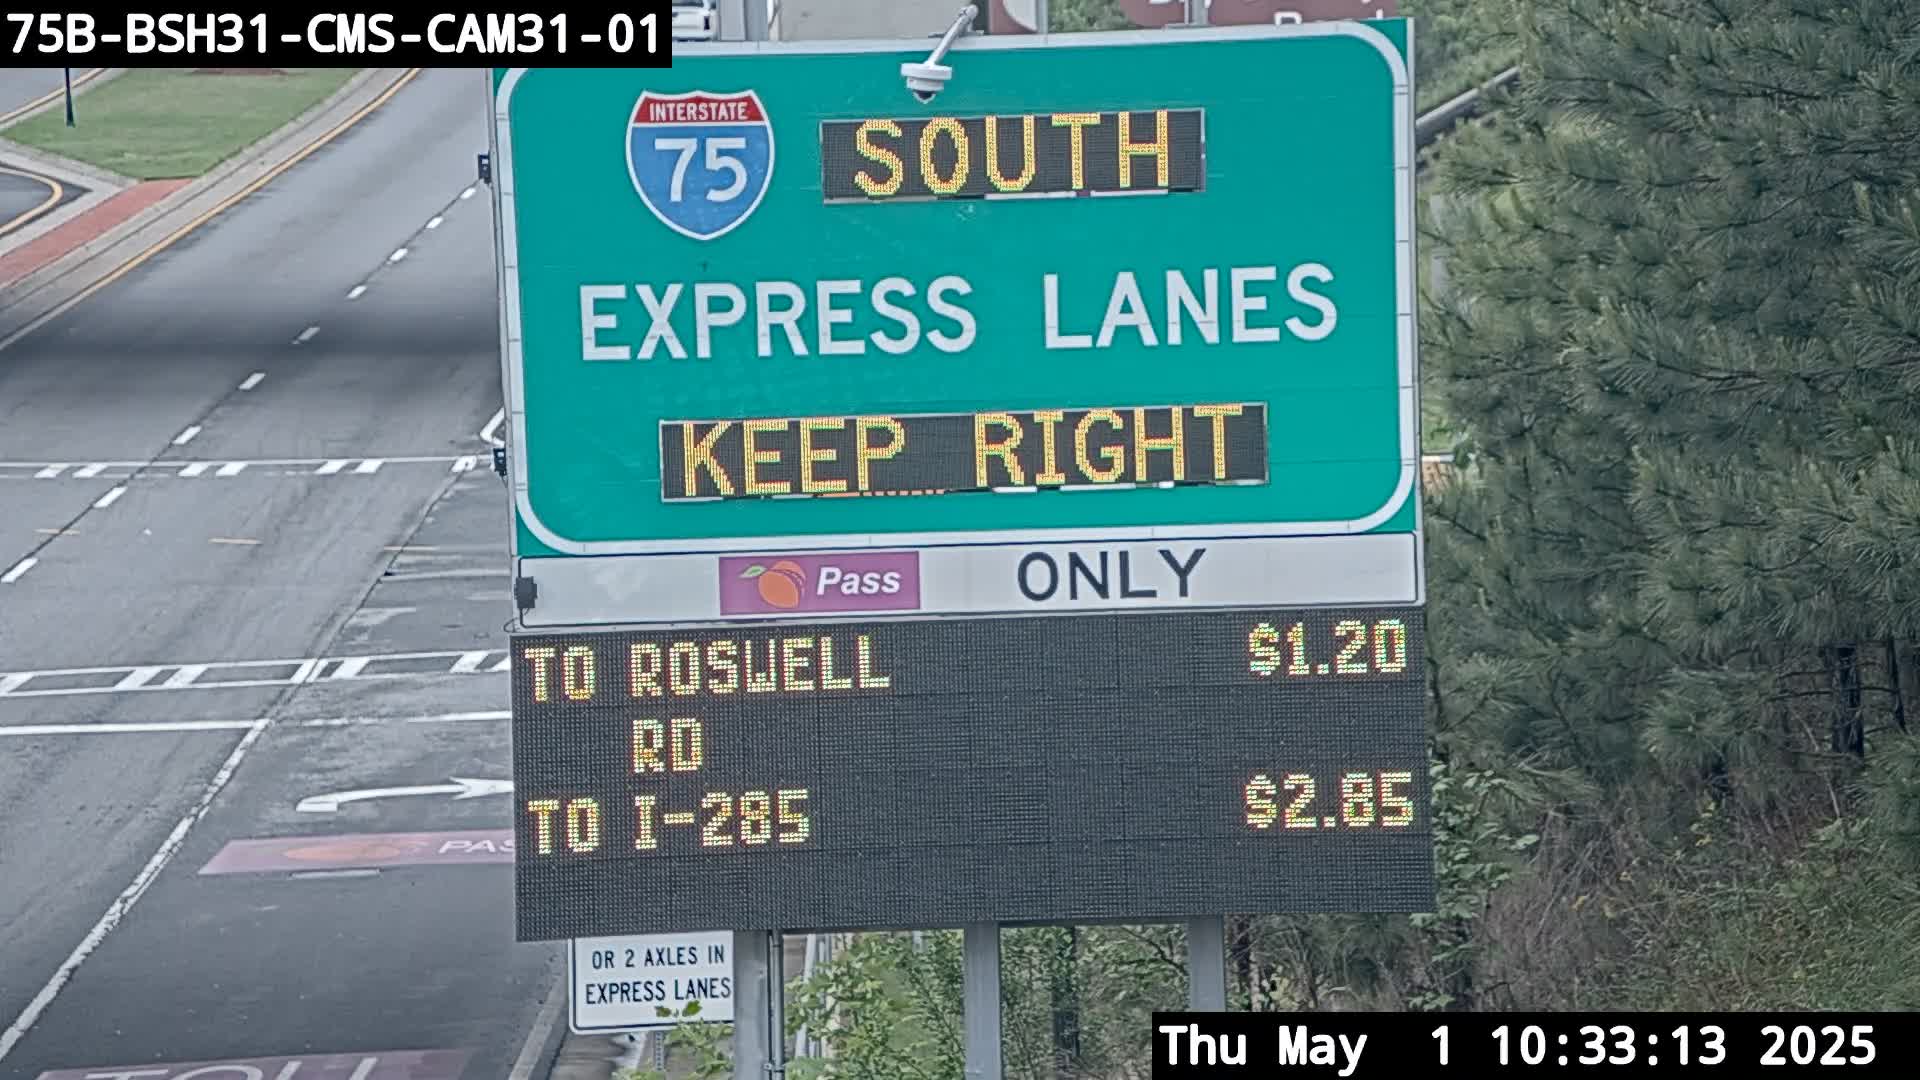 75B-BSH31-CMS-CAM31-01
INTERSTATE
75
SOUTH
EXPRESS LANES
KEEP RIGHT
Pass ONLY
TO ROSWELL $1.20
RD
TO I-285 $2.85
OR 2 AXLES IN
EXPRESS LANES
TOLL
Thu May 1 10:33:13 2025